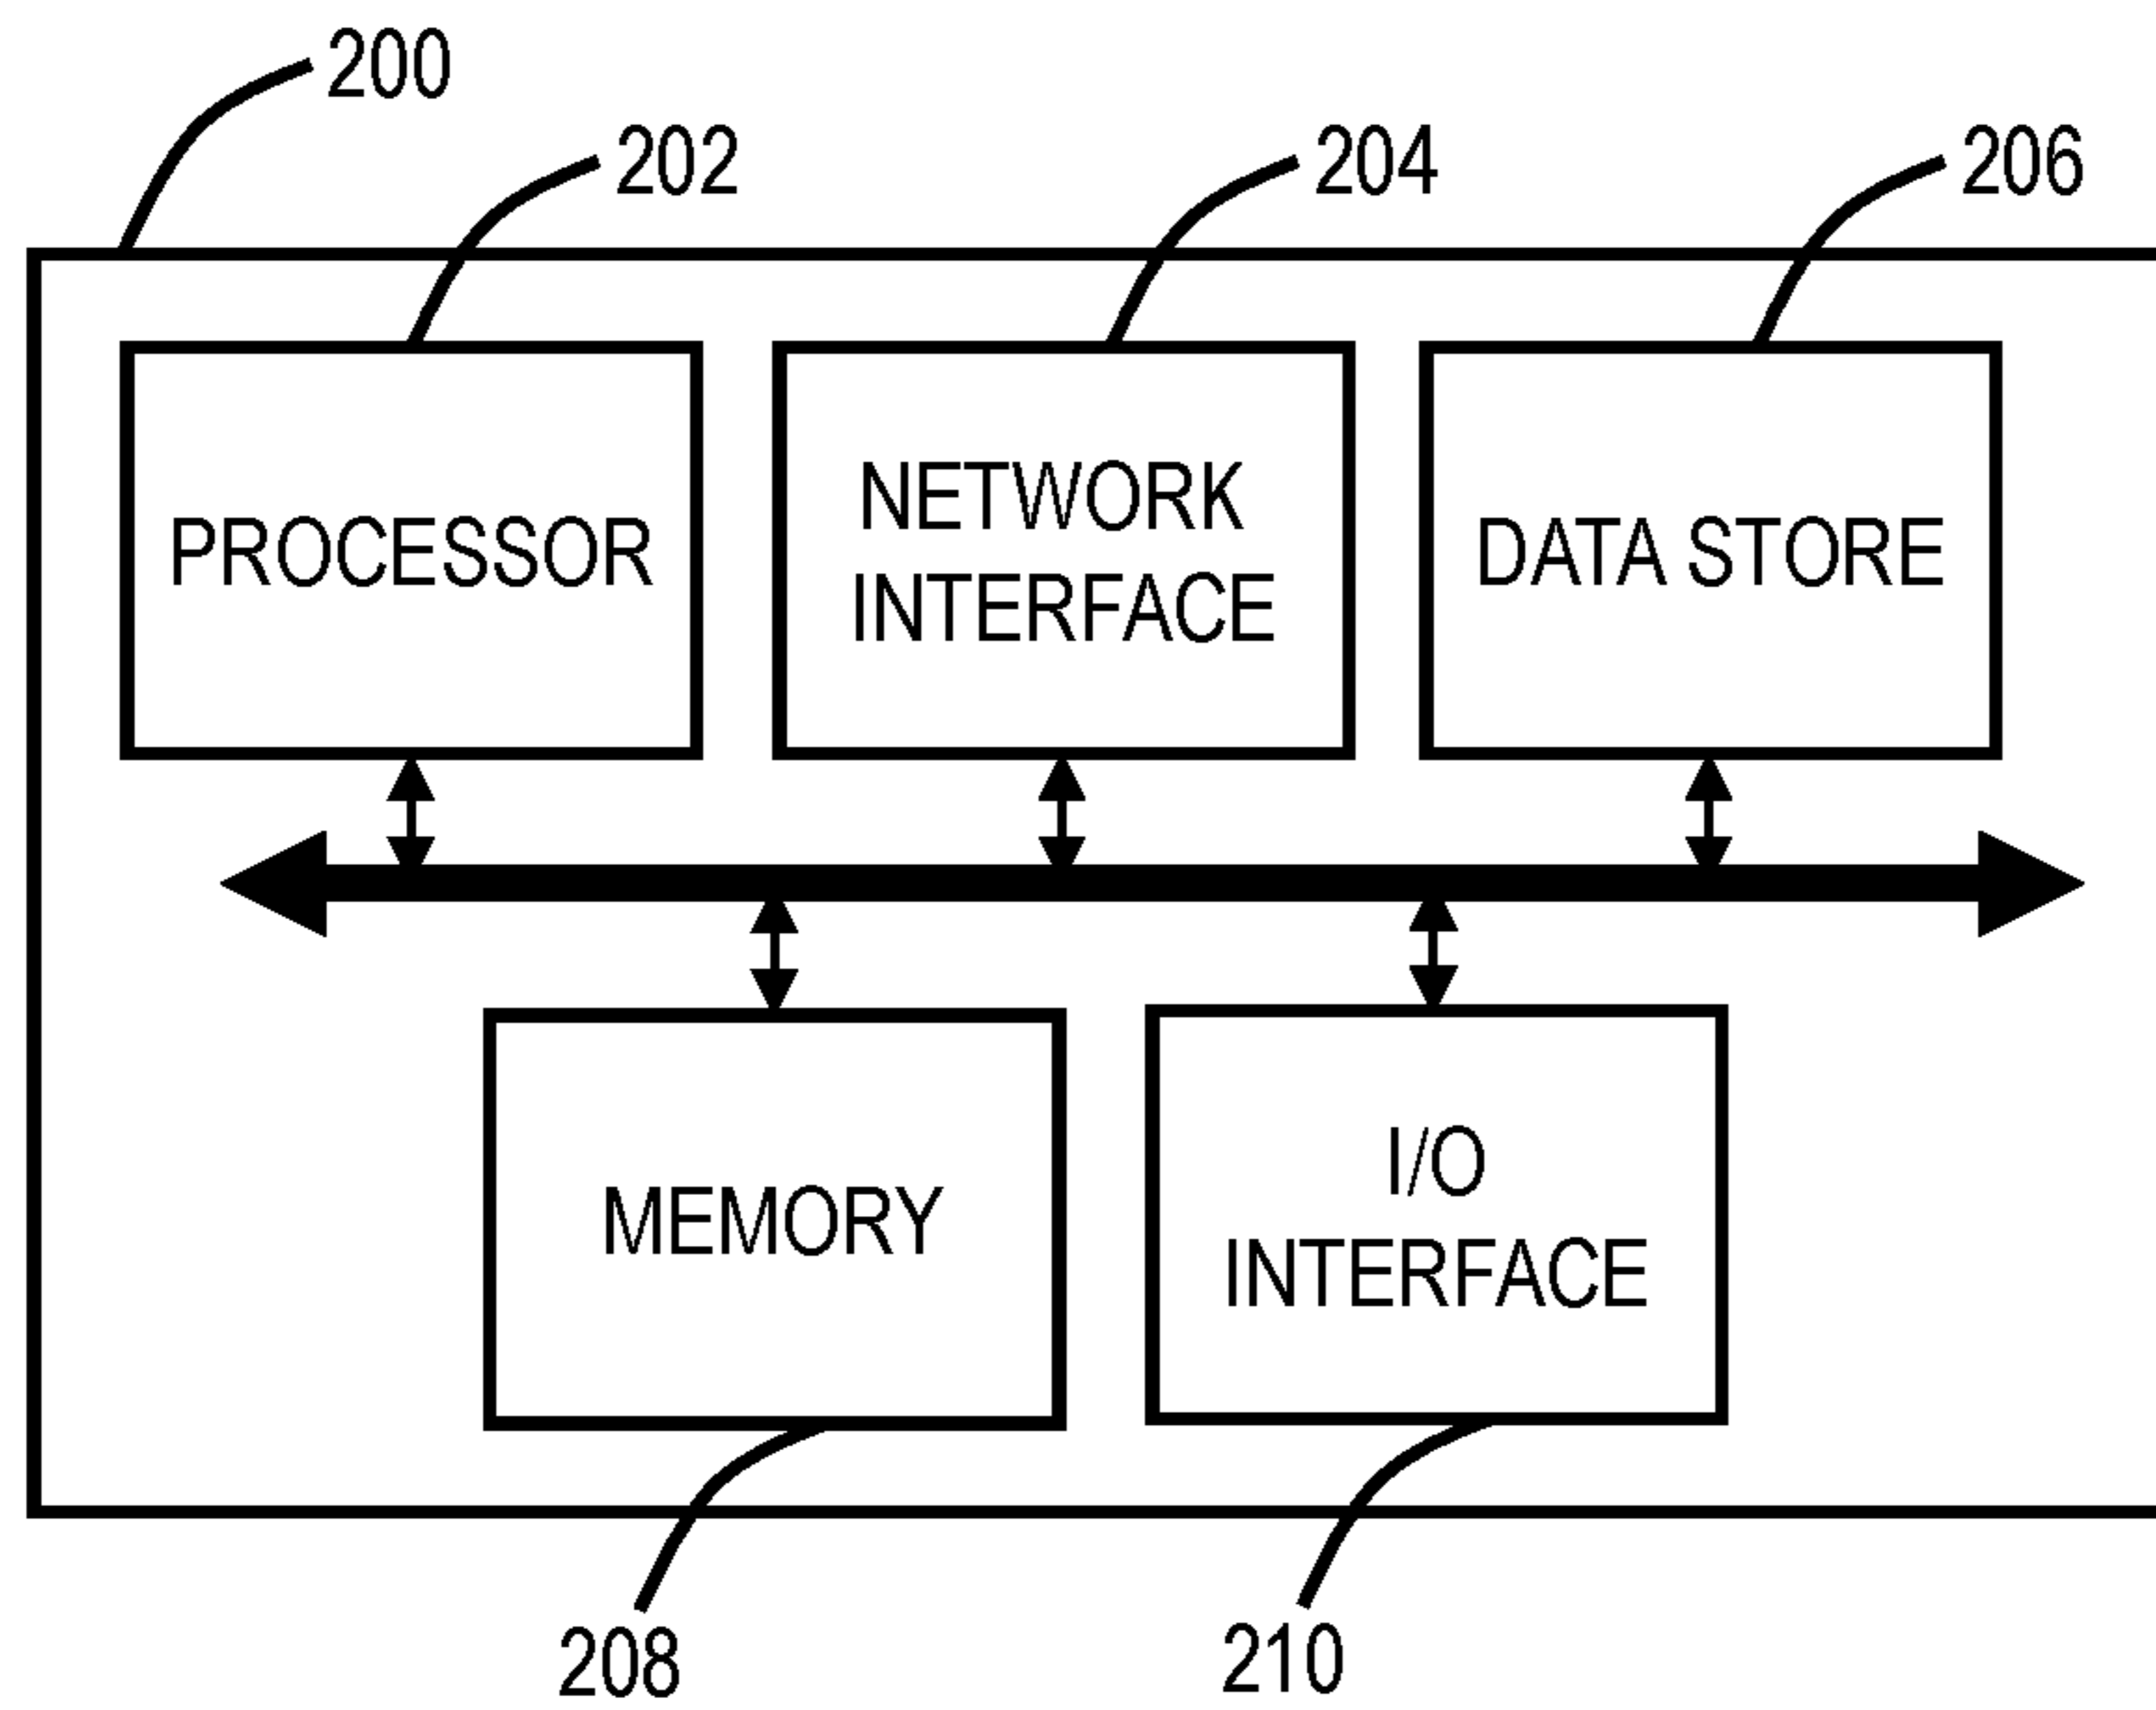 200
202
204
206
PROCESSOR
NETWORK
INTERFACE
DATA STORE
MEMORY
I/O
INTERFACE
208
210